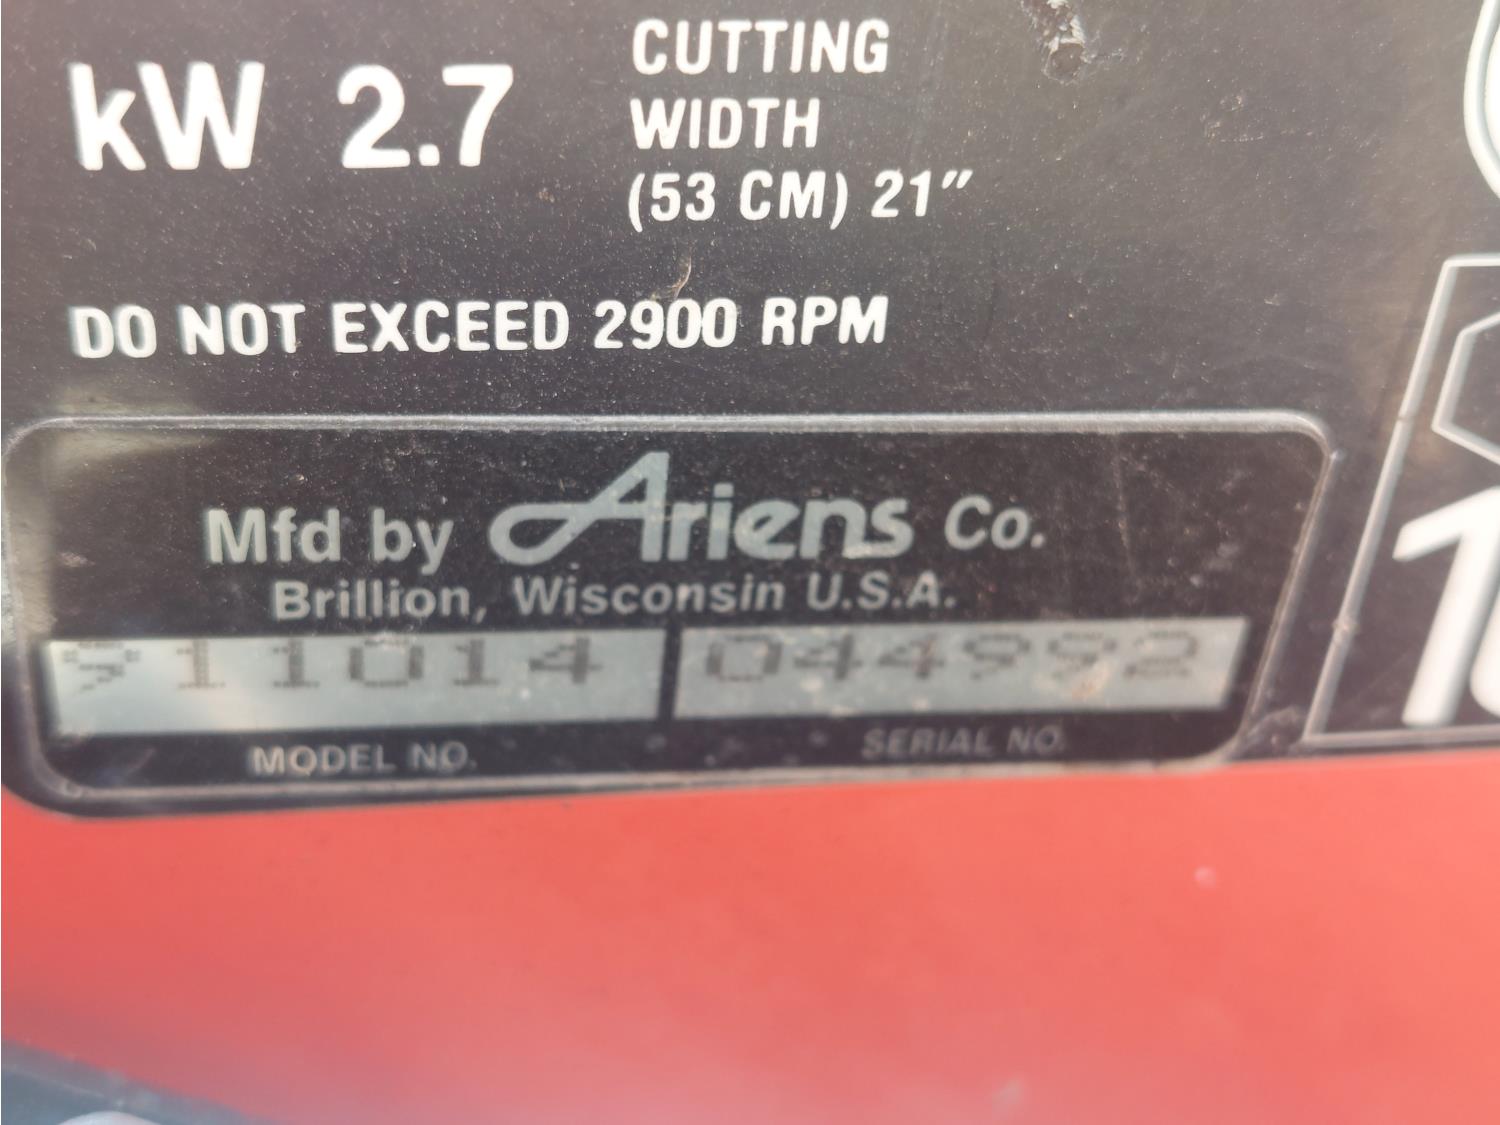 kW 2.7
CUTTING
WIDTH
(53 CM) 21"
DO NOT EXCEED 2900 RPM
Mfd by Ariens Co.
Brillion, Wisconsin U.S.A.
911014 044992
MODEL NO. SERIAL NO.